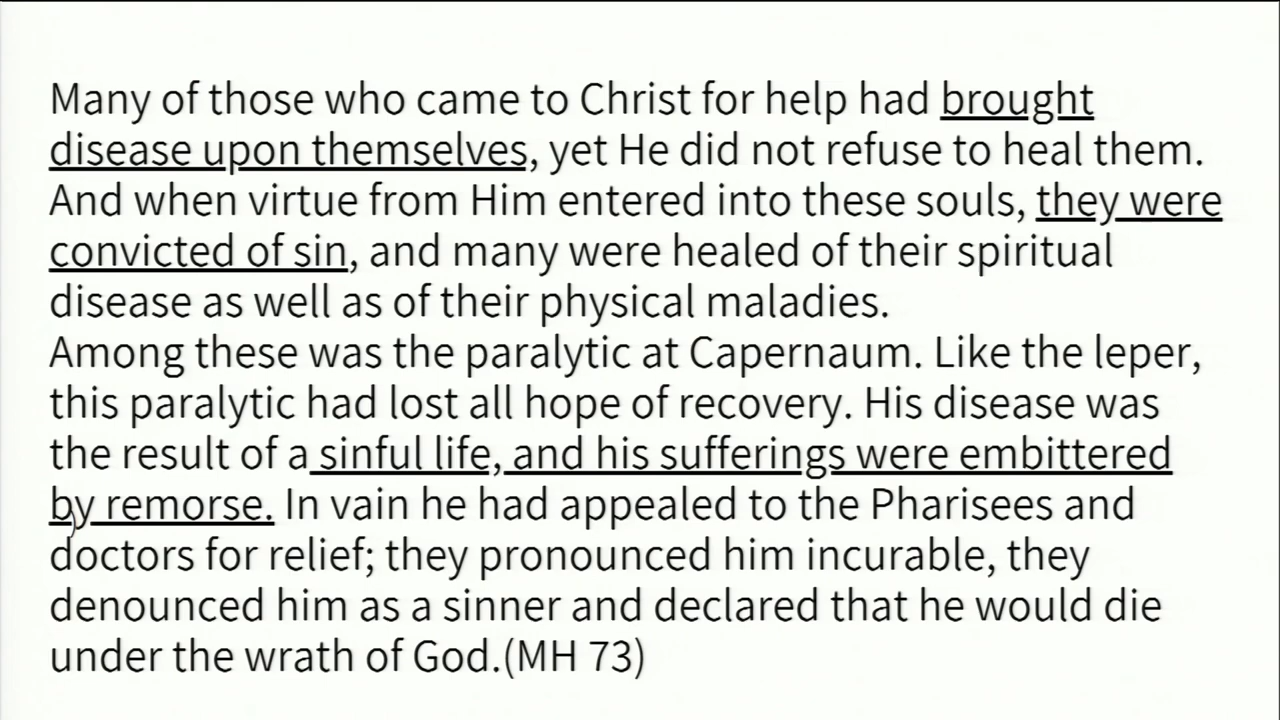 Many of those who came to Christ for help had brought
disease upon themselves, yet He did not refuse to heal them.
And when virtue from Him entered into these souls, they were
convicted of sin, and many were healed of their spiritual
disease as well as of their physical maladies.
Among these was the paralytic at Capernaum. Like the leper,
this paralytic had lost all hope of recovery. His disease was
the result of a sinful life, and his sufferings were embittered
by remorse. In vain he had appealed to the Pharisees and
doctors for relief; they pronounced him incurable, they
denounced him as a sinner and declared that he would die
under the wrath of God.(MH 73)